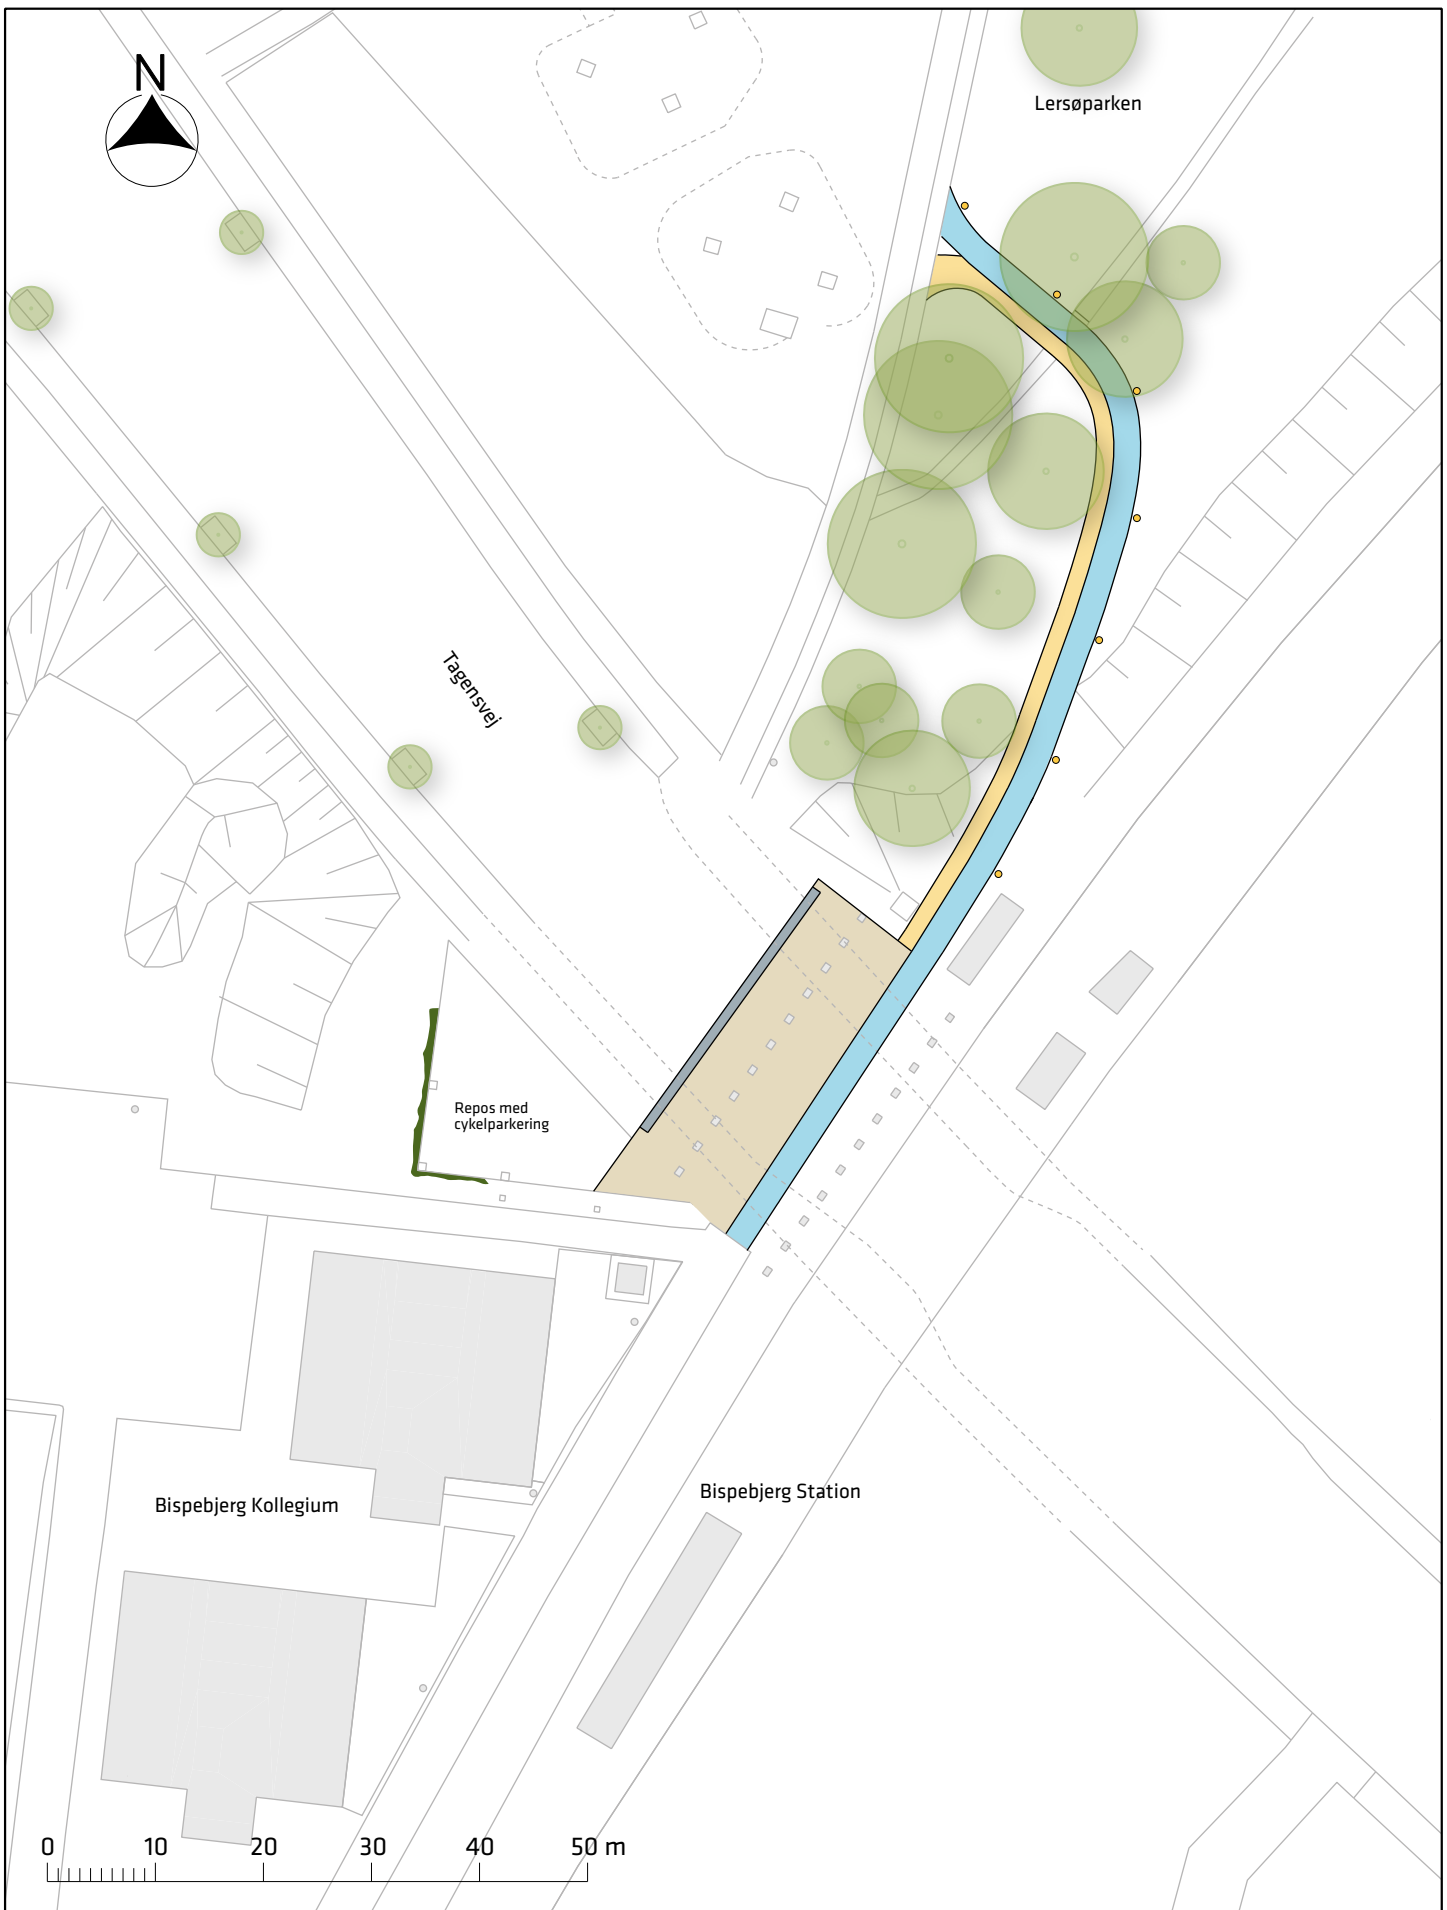 N
Lersøparken
Tagensvej
Repos med
cykelparkering
Bispebjerg Station
Bispebjerg Kollegium
0 10 20 30 40 50 m